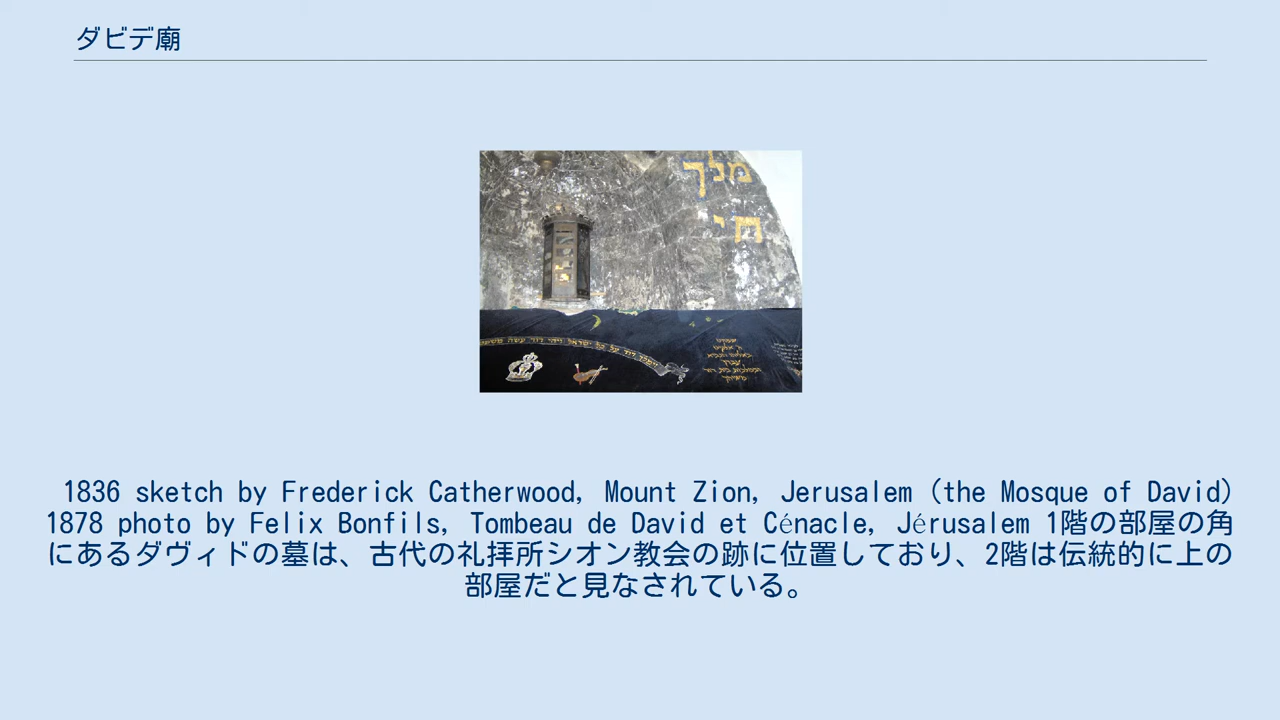 ダビデ廟
מלך
חי
1836 sketch by Frederick Catherwood, Mount Zion, Jerusalem (the Mosque of David)
1878 photo by Felix Bonfils, Tombeau de David et Cénacle, Jérusalem 1階の部屋の角
にあるダヴィドの墓は、古代の礼拝所シオン教会の跡に位置しており、2階は伝統的に上の
部屋だと見なされている。